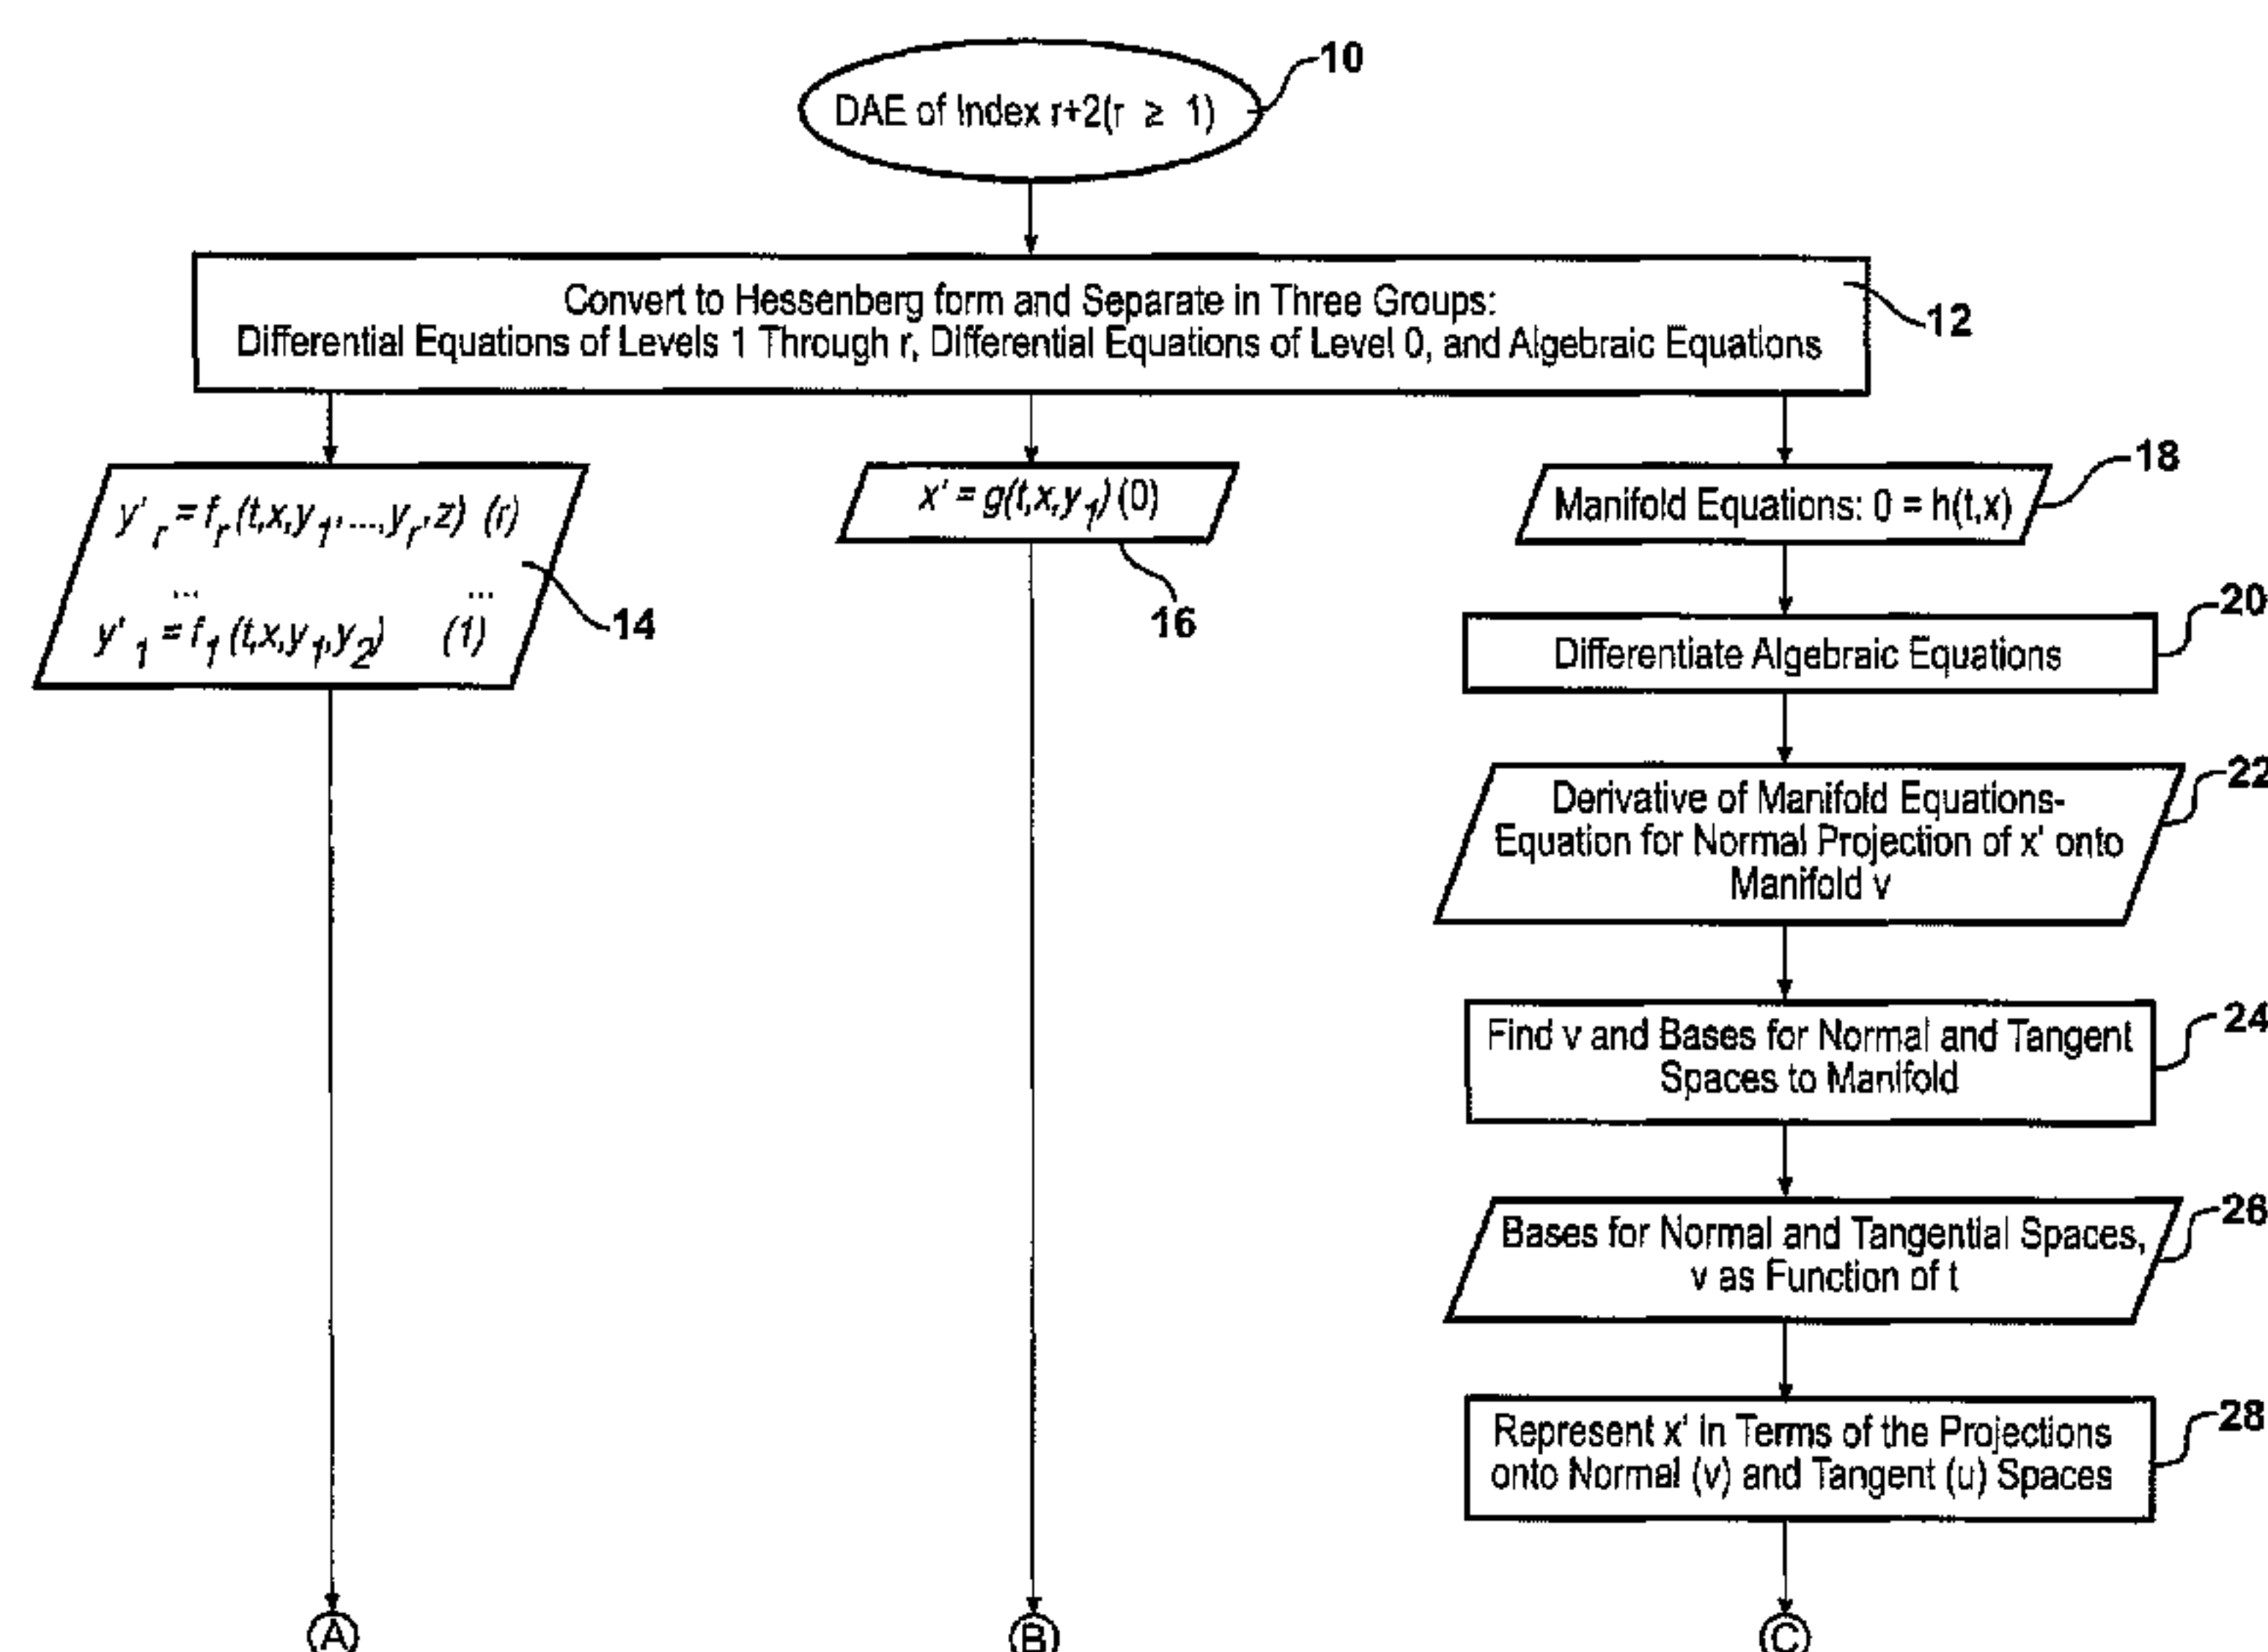 10
DAE of Index r+2(r ≥ 1)
Convert to Hessenberg form and Separate in Three Groups:
Differential Equations of Levels 1 Through r, Differential Equations of Level 0, and Algebraic Equations
12
y'r = fr (t,x,y1,...,yr,z) (r)
... ...
y'1 = f1 (t,x,y1,y2) (1)
14
x' = g(t,x,y1) (0)
16
Manifold Equations: 0 = h(t,x)
18
Differentiate Algebraic Equations
20
Derivative of Manifold Equations-
Equation for Normal Projection of x' onto
Manifold v
22
Find v and Bases for Normal and Tangent
Spaces to Manifold
24
Bases for Normal and Tangential Spaces,
v as Function of t
26
Represent x' In Terms of the Projections
onto Normal (v) and Tangent (u) Spaces
28
A
B
C